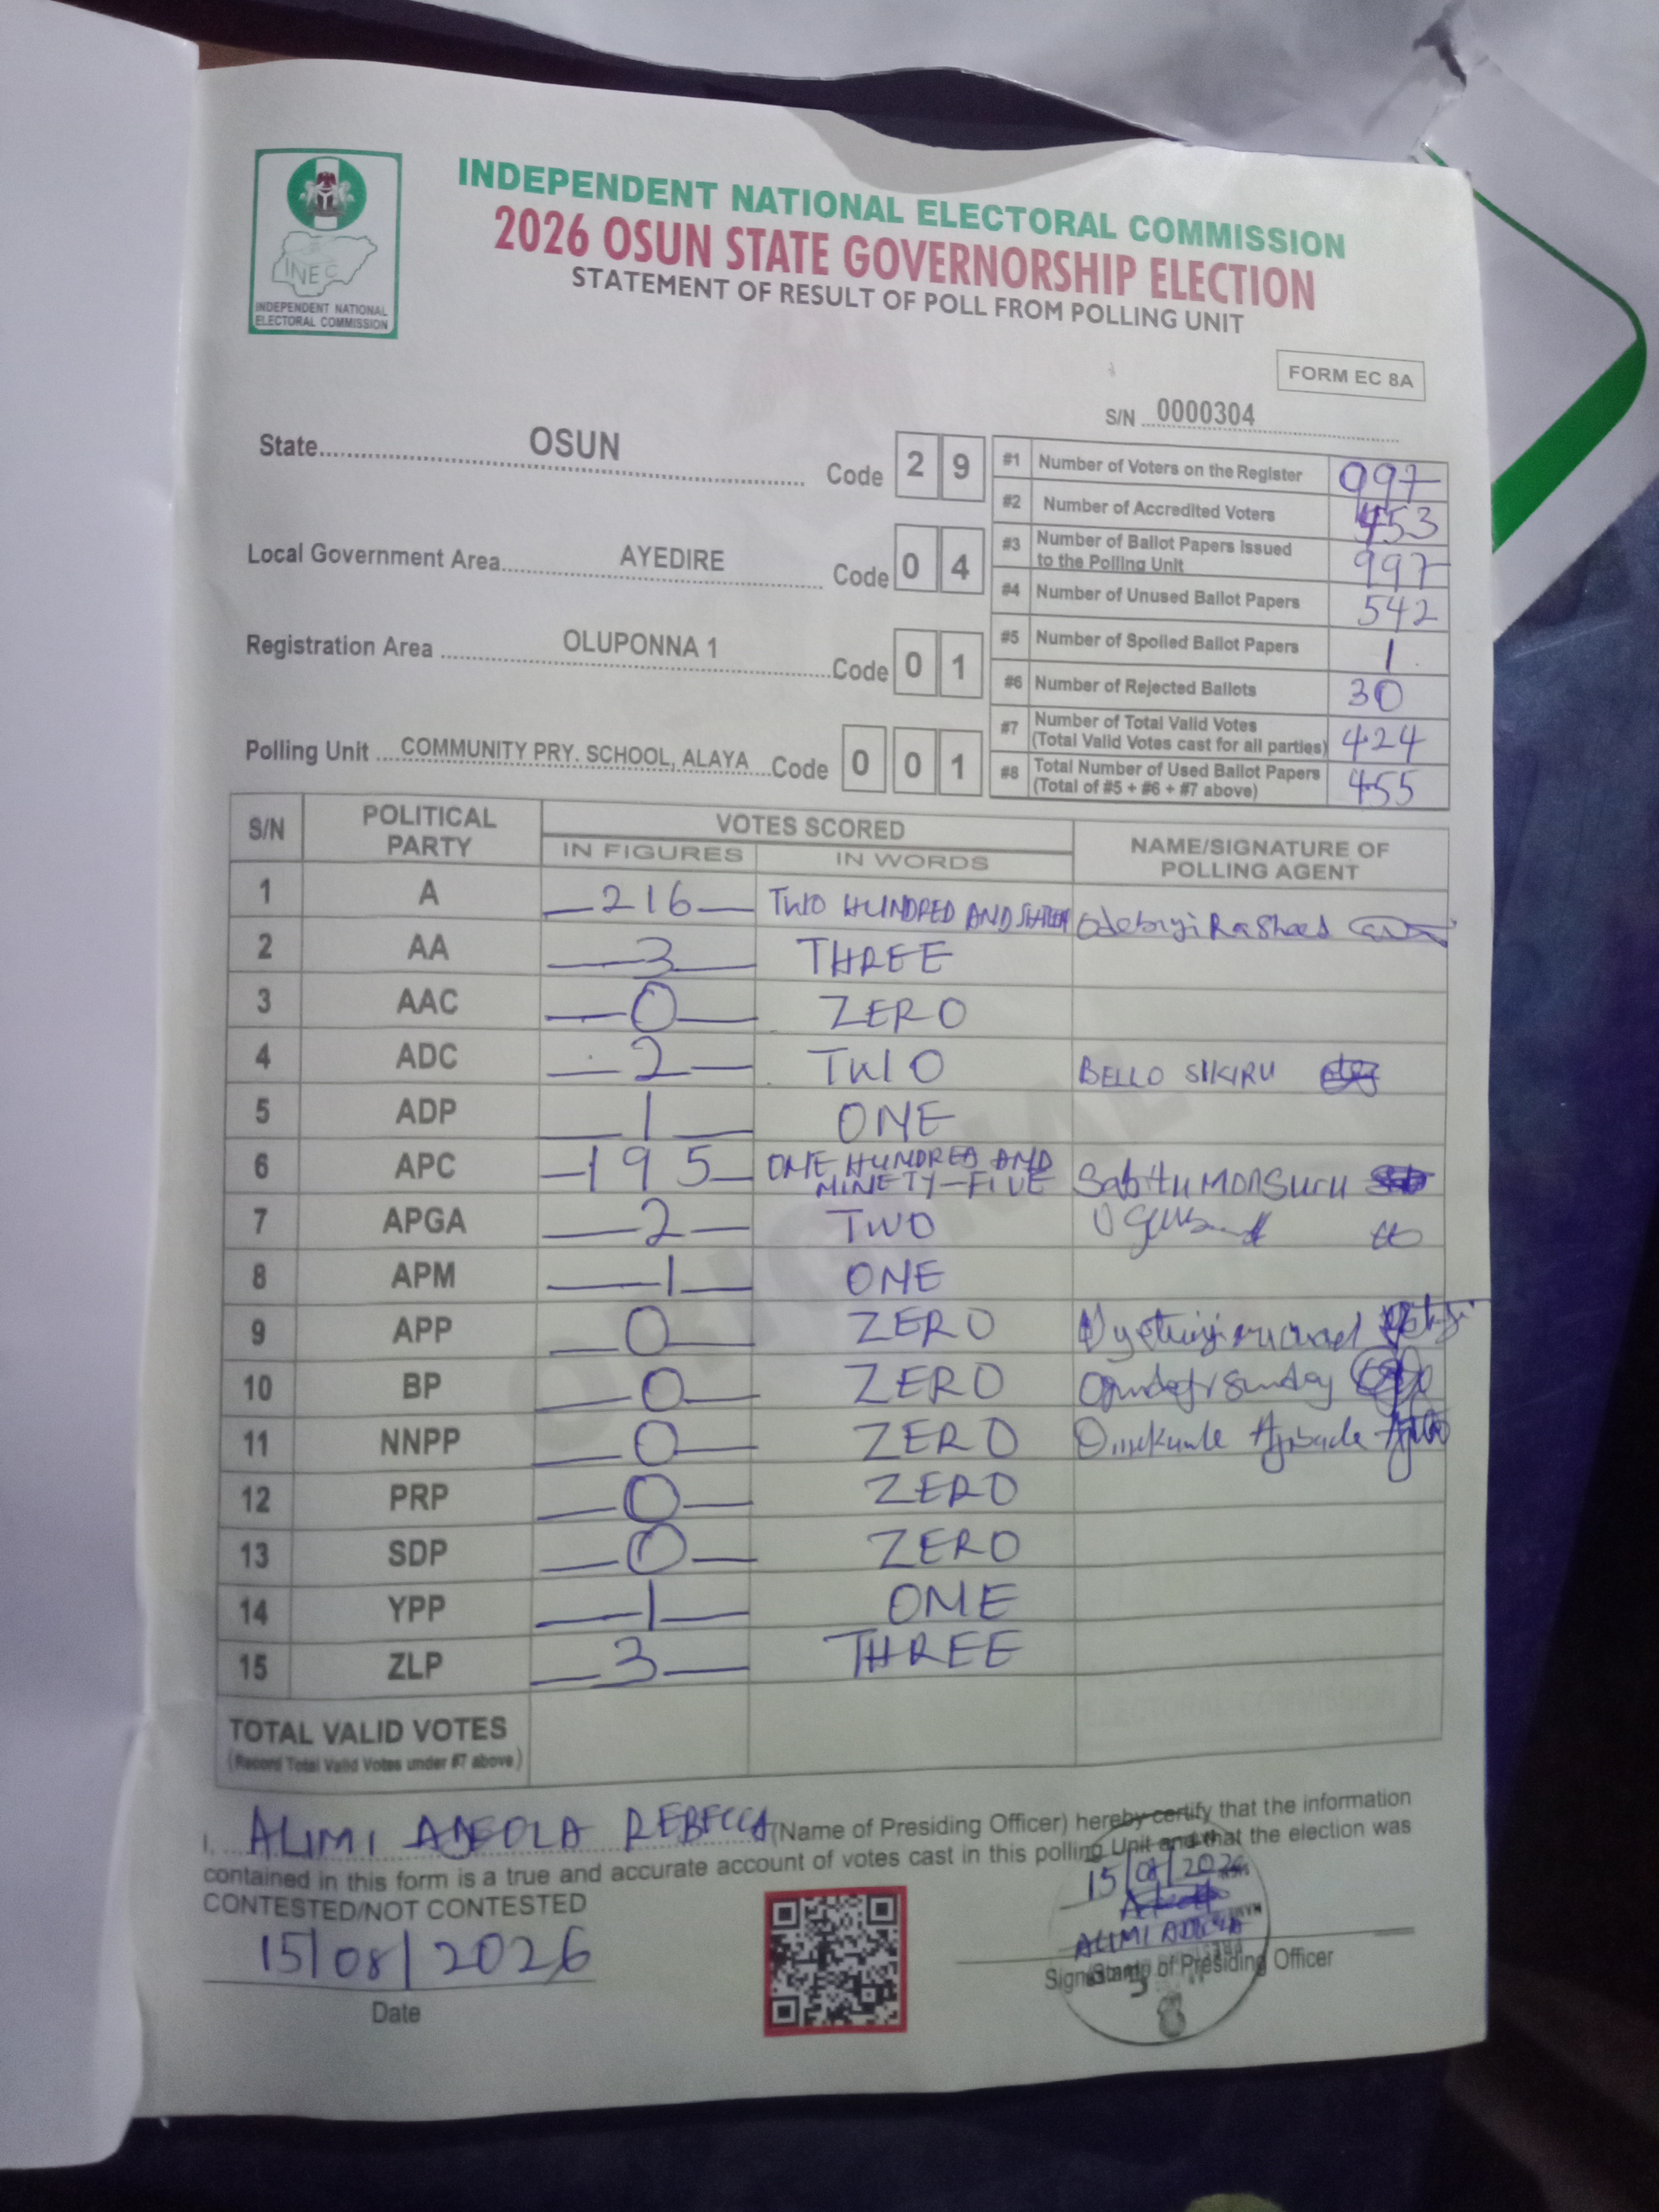 INEC
INDEPENDENT NATIONAL
ELECTORAL COMMISSION
INDEPENDENT NATIONAL ELECTORAL COMMISSION
2026 OSUN STATE GOVERNORSHIP ELECTION
STATEMENT OF RESULT OF POLL FROM POLLING UNIT
FORM EC 8A
S/N 0000304
State OSUN Code 2 9
Local Government Area AYEDIRE Code 0 4
Registration Area OLUPONNA 1 Code 0 1
Polling Unit COMMUNITY PRY. SCHOOL, ALAYA Code 0 0 1
#1 Number of Voters on the Register 997
#2 Number of Accredited Voters 453
#3 Number of Ballot Papers Issued
to the Polling Unit 997
#4 Number of Unused Ballot Papers 542
#5 Number of Spoiled Ballot Papers 1
#6 Number of Rejected Ballots 30
#7 Number of Total Valid Votes
(Total Valid Votes cast for all parties) 424
#8 Total Number of Used Ballot Papers
(Total of #5 + #6 + #7 above) 455
S/N POLITICAL PARTY VOTES SCORED NAME/SIGNATURE OF POLLING AGENT
IN FIGURES IN WORDS
1 A 216 TWO HUNDRED AND SIXTEEN Rasheed
2 AA 3 THREE
3 AAC 0 ZERO
4 ADC 2 TWO BELLO SIKIRU
5 ADP 1 ONE
6 APC 195 ONE HUNDRED AND NINETY-FIVE Sabitu MONSURU
7 APGA 2 TWO
8 APM 1 ONE
9 APP 0 ZERO
10 BP 0 ZERO Sunday
11 NNPP 0 ZERO Ajibade
12 PRP 0 ZERO
13 SDP 0 ZERO
14 YPP 1 ONE
15 ZLP 3 THREE
TOTAL VALID VOTES
(Record Total Valid Votes under #7 above)
ORIGINAL
I, ALIMI ADEOLA REBECCA (Name of Presiding Officer) hereby certify that the information
contained in this form is a true and accurate account of votes cast in this polling Unit and that the election was
CONTESTED/NOT CONTESTED
15/08/2026
Date
15/08/2026
ALIMI ADEOLA
Sign/Stamp of Presiding Officer